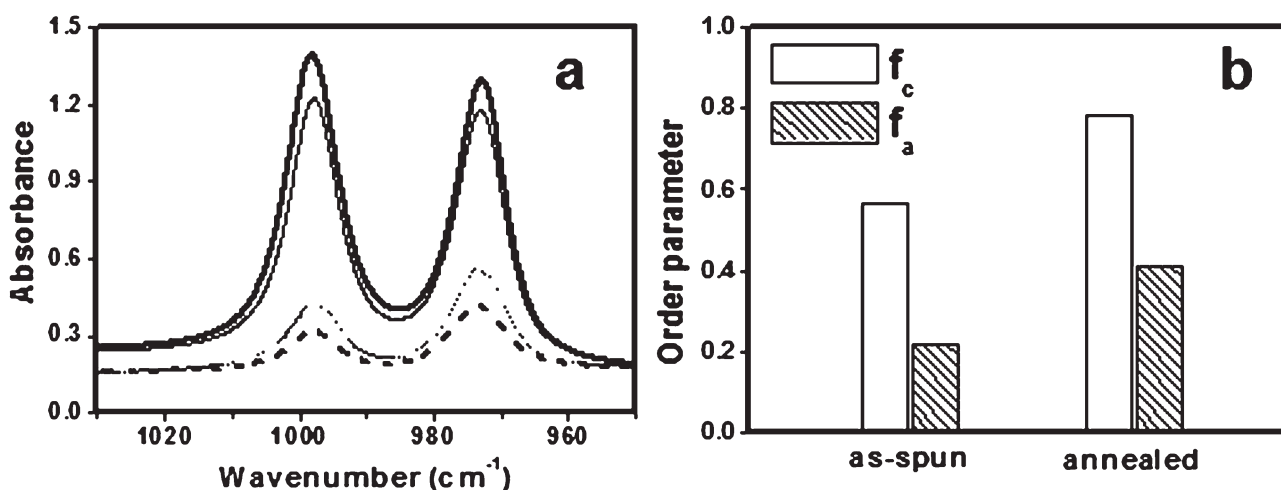 1.5
1.2
0.9
0.6
0.3
0.0
Absorbance
a
1020 1000 980 960
Wavenumber (cm⁻¹)
1.0
0.8
0.6
0.4
0.2
0.0
Order parameter
f_c
f_a
b
as-spun annealed